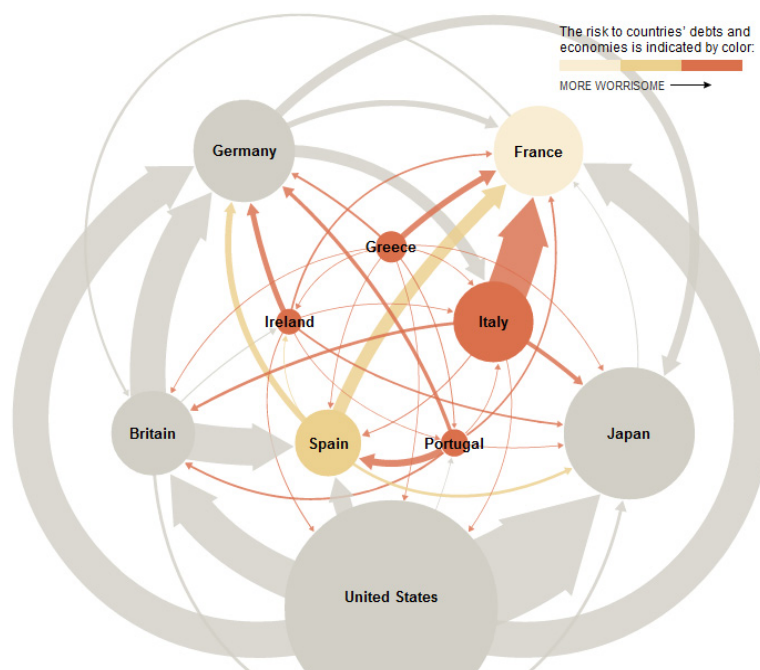 The risk to countries' debts and
economies is indicated by color:
MORE WORRISOME
Germany
France
Greece
Ireland
Italy
Britain
Spain
Portugal
Japan
United States